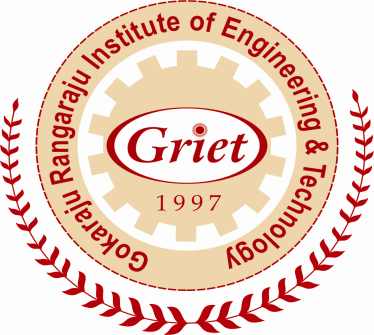 Gokaraju Rangaraju Institute of Engineering & Technology
Griet
1997